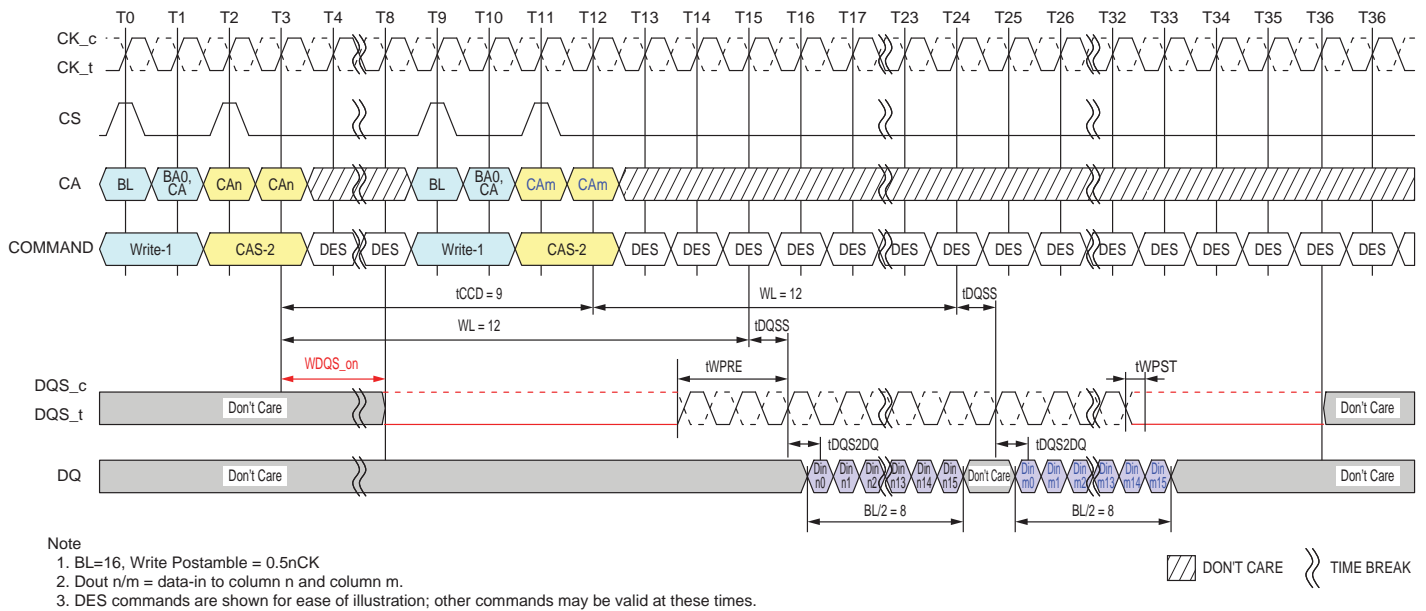 T0 T1 T2 T3 T4 T8 T9 T10 T11 T12 T13 T14 T15 T16 T17 T23 T23 T24 T25 T26 T32 T33 T34 T35 T36 T36
CK_c
CK_t
CS
CA BL BA0, CA CAn CAn BL BA0, CA CAm CAm
COMMAND Write-1 CAS-2 DES DES Write-1 CAS-2 DES DES DES DES DES DES DES DES DES DES DES DES DES DES DES
tCCD = 9 WL = 12 tDQSS
WL = 12 tDQSS
WDQS_on tWPRE tWPST
DQS_c
DQS_t Don't Care Don't Care
tDQS2DQ tDQS2DQ
DQ Don't Care Din n0 Din n1 Din n2 Din n13 Din n14 Din n15 Don't Care Din m0 Din m1 Din m2 Din m13 Din m14 Din m15 Don't Care
BL/2 = 8 BL/2 = 8
Note
1. BL=16, Write Postamble = 0.5nCK
2. Dout n/m = data-in to column n and column m.
3. DES commands are shown for ease of illustration; other commands may be valid at these times.
DON'T CARE TIME BREAK